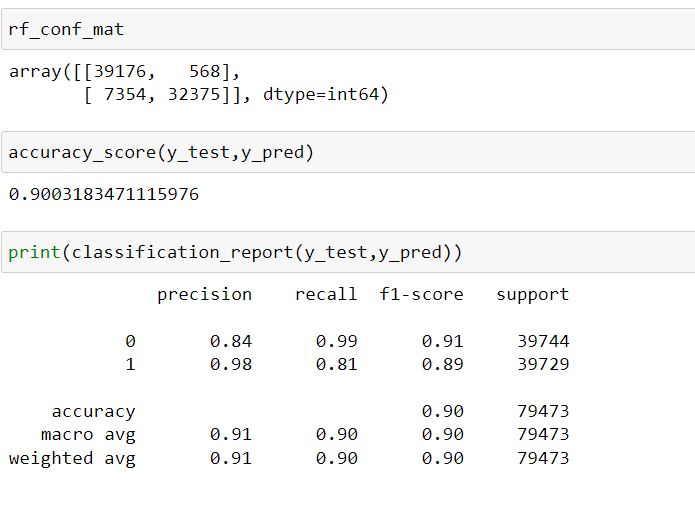 rf_conf_mat
array([[39176,   568],
       [ 7354, 32375]], dtype=int64)
accuracy_score(y_test,y_pred)
0.9003183471115976
print(classification_report(y_test,y_pred))
              precision    recall  f1-score   support
           0       0.84      0.99      0.91     39744
           1       0.98      0.81      0.89     39729
    accuracy                           0.90     79473
   macro avg       0.91      0.90      0.90     79473
weighted avg       0.91      0.90      0.90     79473